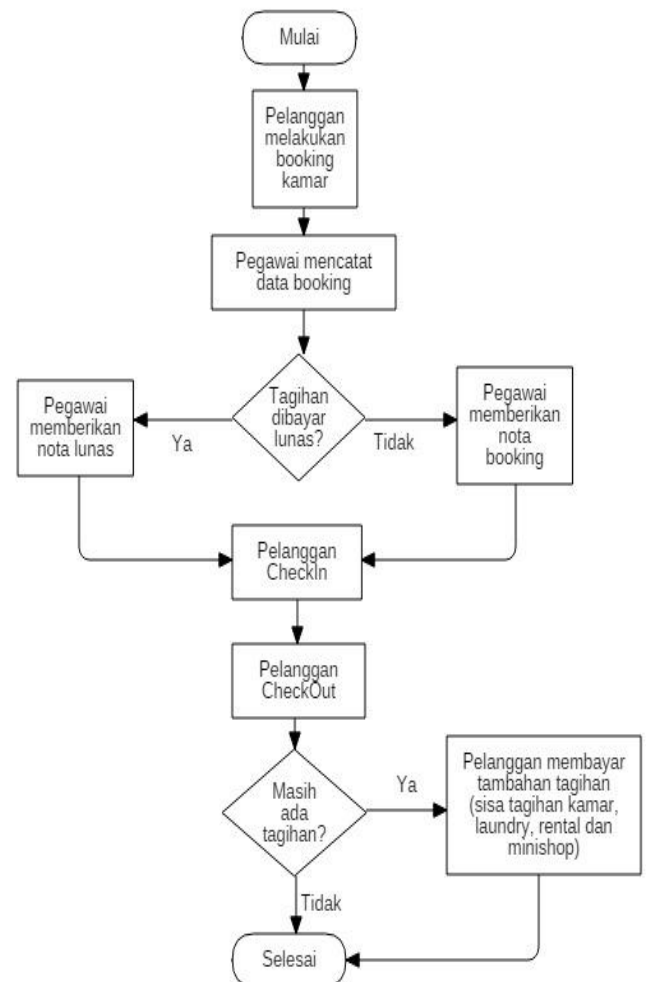 Mulai
Pelanggan
melakukan
booking
kamar
Pegawai mencatat
data booking
Tagihan
dibayar
lunas?
Pegawai
memberikan
nota lunas
Ya
Tidak
Pegawai
memberikan
nota
booking
Pelanggan
CheckIn
Pelanggan
CheckOut
Masih
ada
tagihan?
Ya
Pelanggan membayar
tambahan tagihan
(sisa tagihan kamar,
laundry, rental dan
minishop)
Tidak
Selesai